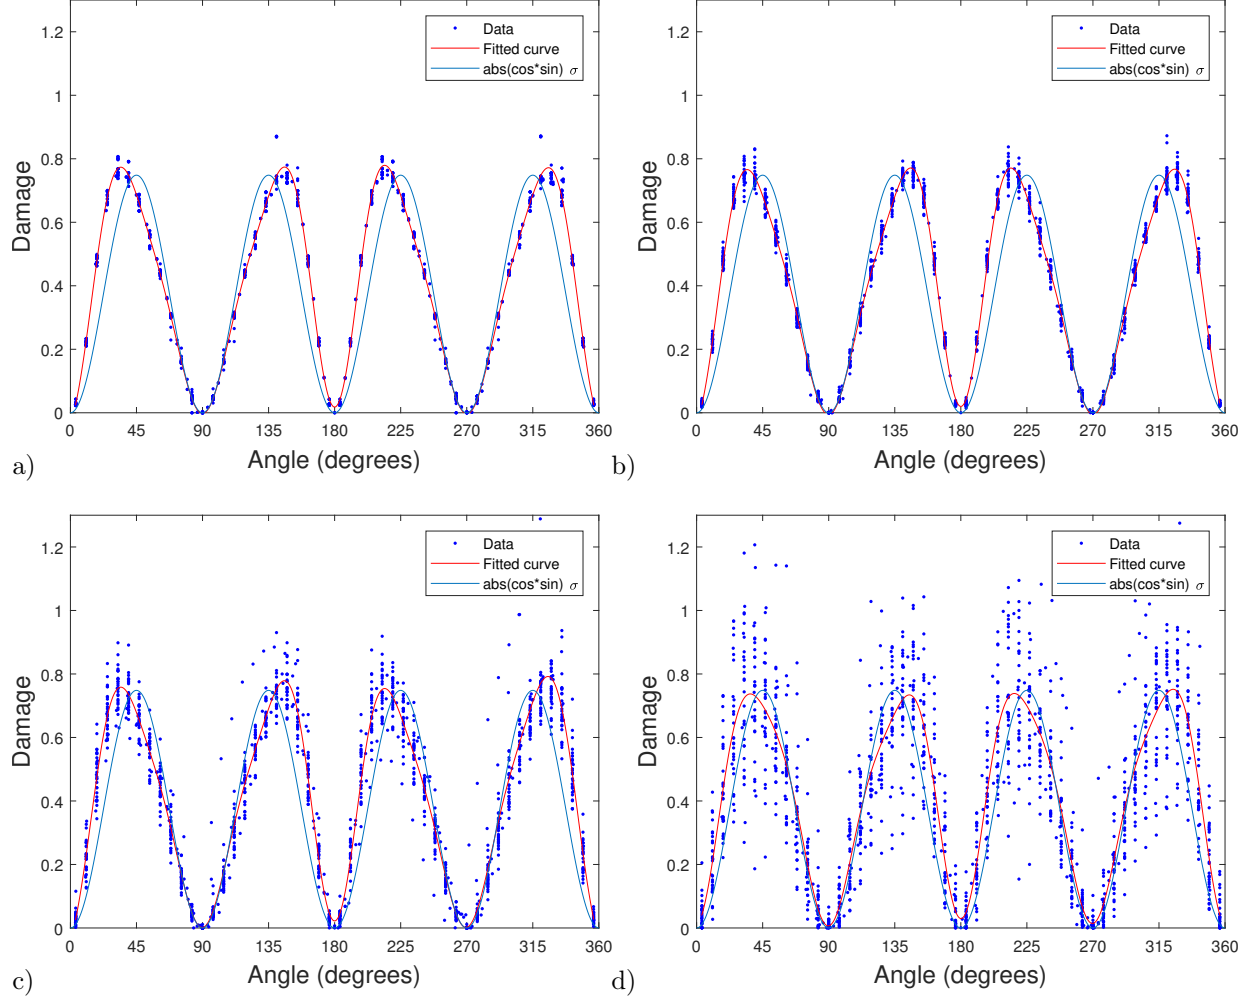 1.2
1
0.8
0.6
0.4
0.2
0
Damage
Data
Fitted curve
abs(cos*sin) σ
0 45 90 135 180 225 270 315 360
Angle (degrees)
a)
1.2
1
0.8
0.6
0.4
0.2
0
Damage
Data
Fitted curve
abs(cos*sin) σ
0 45 90 135 180 225 270 315 360
Angle (degrees)
b)
1.2
1
0.8
0.6
0.4
0.2
0
Damage
Data
Fitted curve
abs(cos*sin) σ
0 45 90 135 180 225 270 315 360
Angle (degrees)
c)
1.2
1
0.8
0.6
0.4
0.2
0
Damage
Data
Fitted curve
abs(cos*sin) σ
0 45 90 135 180 225 270 315 360
Angle (degrees)
d)